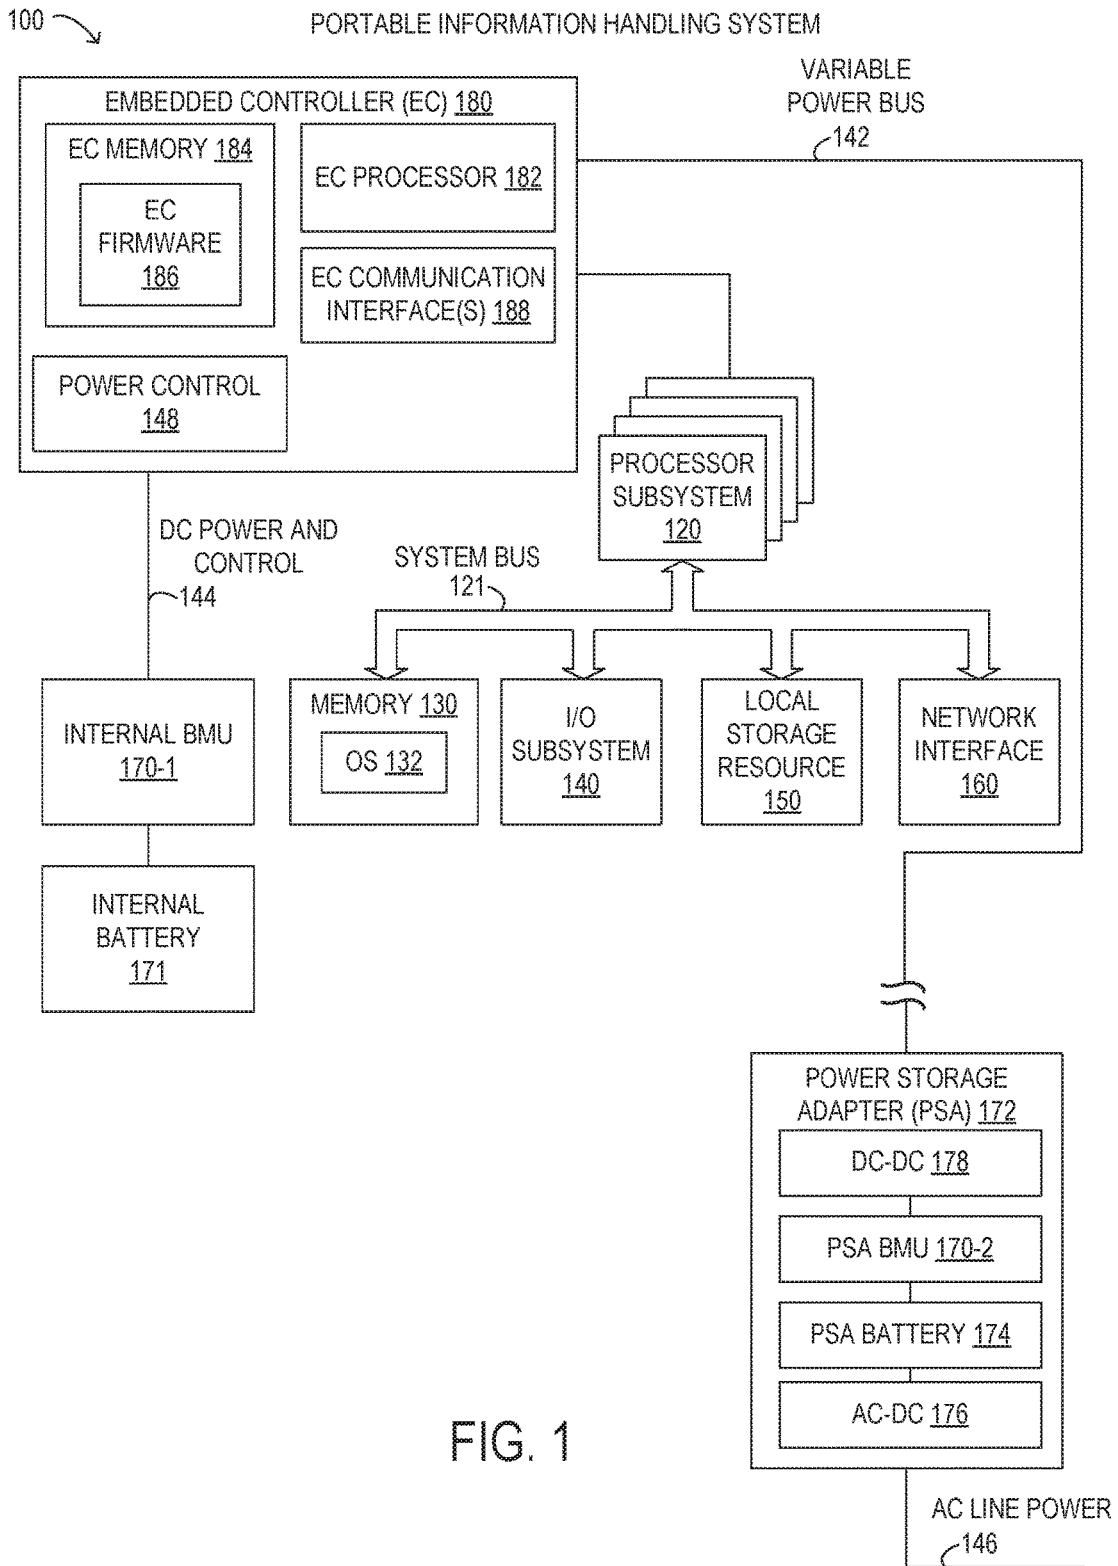 100
PORTABLE INFORMATION HANDLING SYSTEM
VARIABLE
POWER BUS
142
EMBEDDED CONTROLLER (EC) 180
EC MEMORY 184
EC
FIRMWARE
186
EC PROCESSOR 182
EC COMMUNICATION
INTERFACE(S) 188
POWER CONTROL
148
PROCESSOR
SUBSYSTEM
120
DC POWER AND
CONTROL
144
SYSTEM BUS
121
INTERNAL BMU
170-1
MEMORY 130
OS 132
I/O
SUBSYSTEM
140
LOCAL
STORAGE
RESOURCE
150
NETWORK
INTERFACE
160
INTERNAL
BATTERY
171
POWER STORAGE
ADAPTER (PSA) 172
DC-DC 178
PSA BMU 170-2
PSA BATTERY 174
AC-DC 176
FIG. 1
AC LINE POWER
146